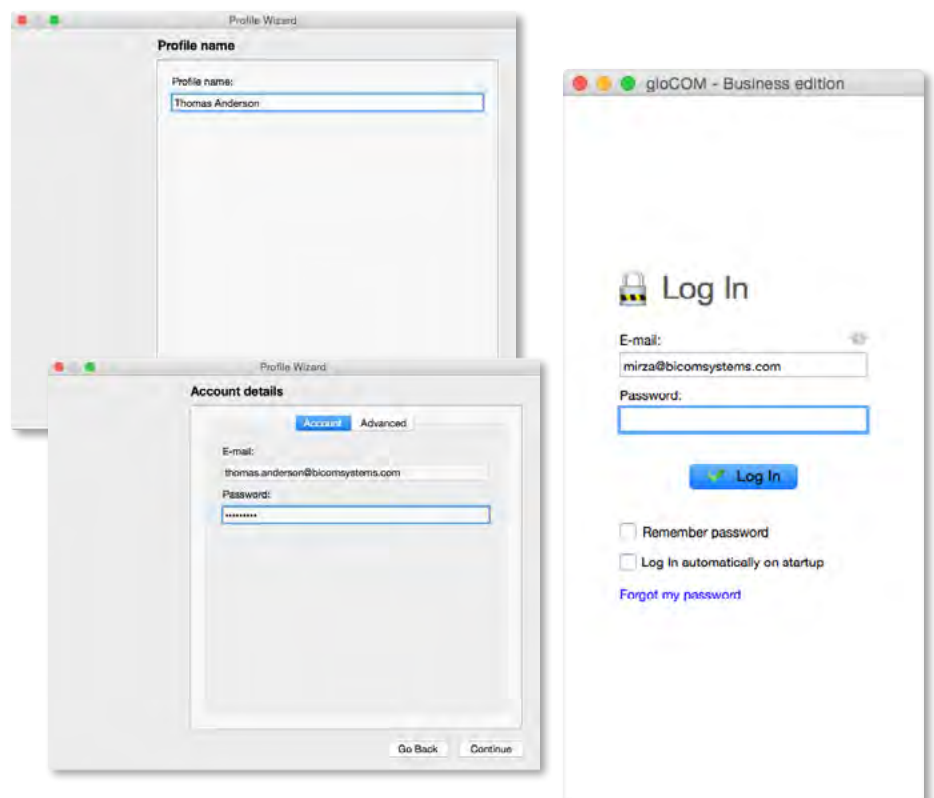 Profile Wizard
Profile name
Profile name:
Thomas Anderson
Profile Wizard
Account details
Account Advanced
E-mail:
thomas.anderson@bicomsystems.com
Password:
•••••••••
Go Back Continue
gloCOM - Business edition
Log In
E-mail:
mirza@bicomsystems.com
Password:
Log In
Remember password
Log In automatically on startup
Forgot my password